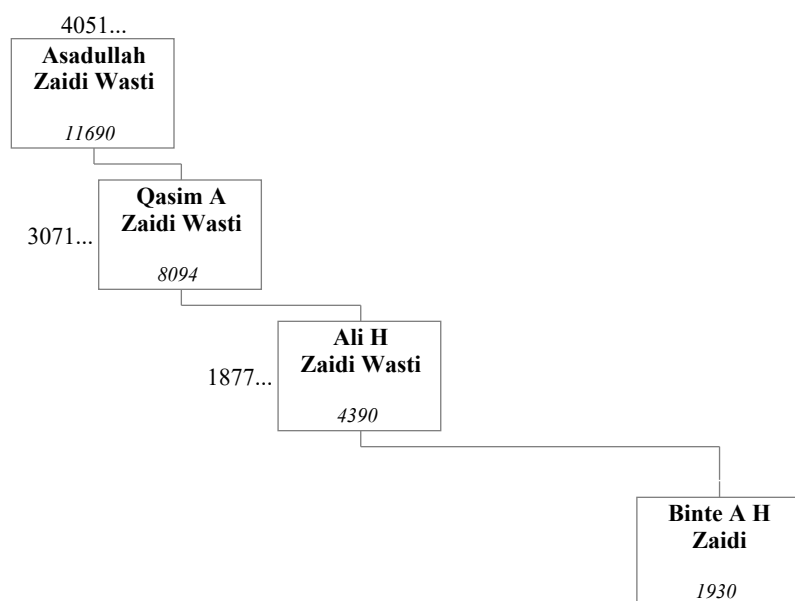 4051...
Asadullah
Zaidi Wasti
11690
Qasim A
Zaidi Wasti
3071...
8094
Ali H
Zaidi Wasti
1877...
4390
Binte A H
Zaidi
1930